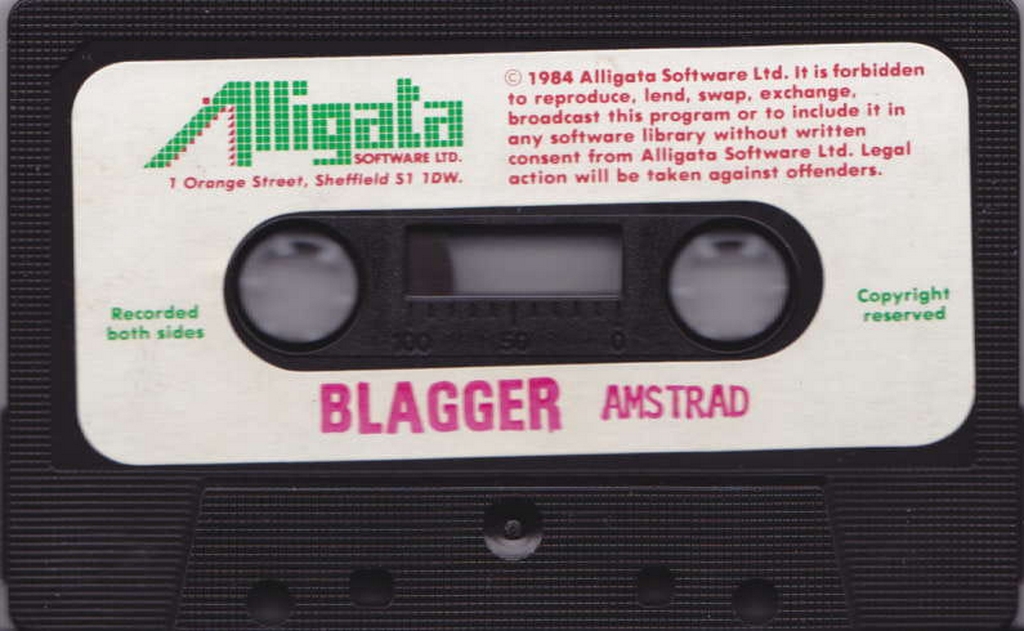 Alligata
SOFTWARE LTD.
1 Orange Street, Sheffield S1 1DW.
© 1984 Alligata Software Ltd. It is forbidden
to reproduce, lend, swap, exchange,
broadcast this program or to include it in
any software library without written
consent from Alligata Software Ltd. Legal
action will be taken against offenders.
Recorded
both sides
Copyright
reserved
100 50 0
BLAGGER AMSTRAD